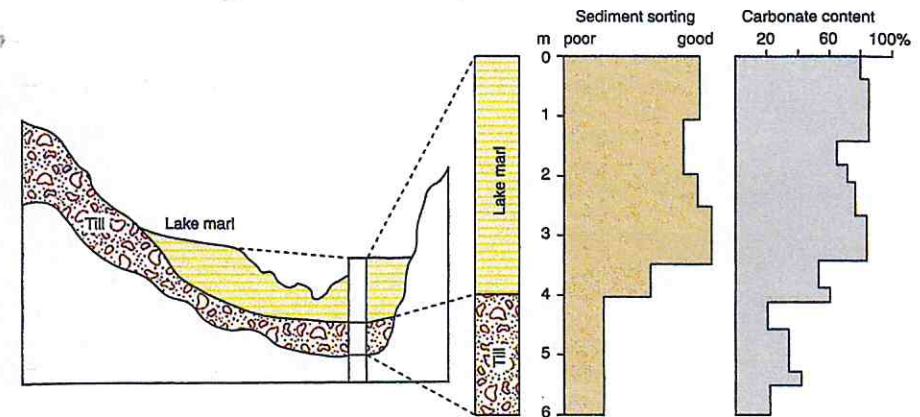 Sediment sorting
Carbonate content
m poor good
20 60 100%
0
1
2
3
4
5
6
Lake marl
Till
Lake marl
Till